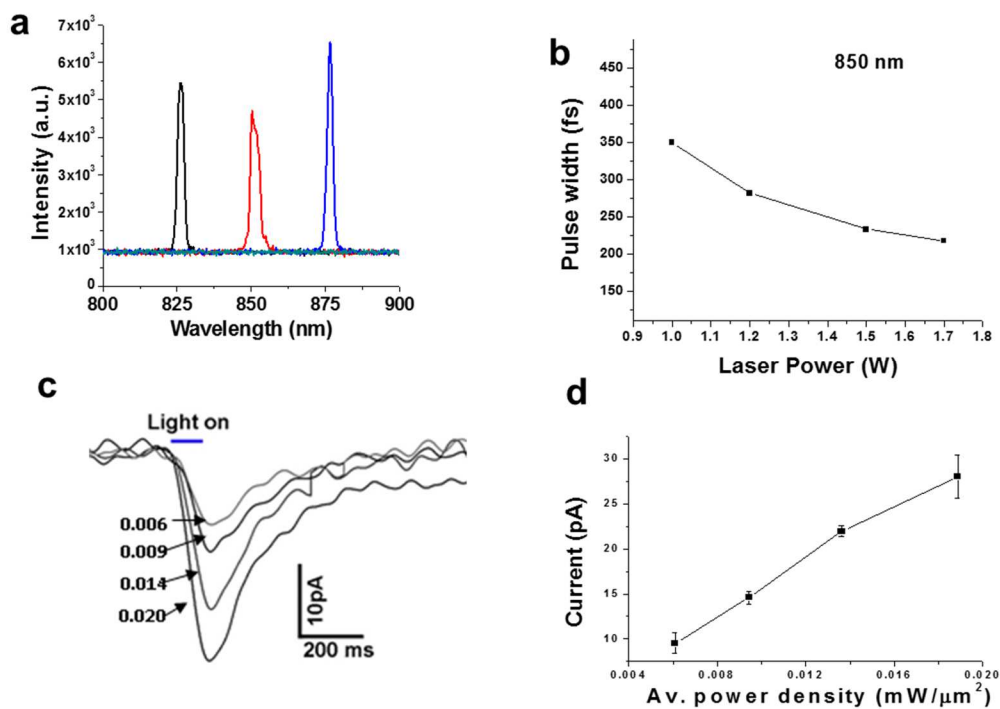 a
7x10³
6x10³
5x10³
4x10³
3x10³
2x10³
1x10³
0
Intensity (a.u.)
800 825 850 875 900
Wavelength (nm)
b
850 nm
450
400
350
300
250
200
150
Pulse width (fs)
0.9 1.0 1.1 1.2 1.3 1.4 1.5 1.6 1.7 1.8
Laser Power (W)
c
Light on
0.006
0.009
0.014
0.020
10pA
200 ms
d
30
25
20
15
10
Current (pA)
0.004 0.008 0.012 0.016 0.020
Av. power density (mW/μm²)